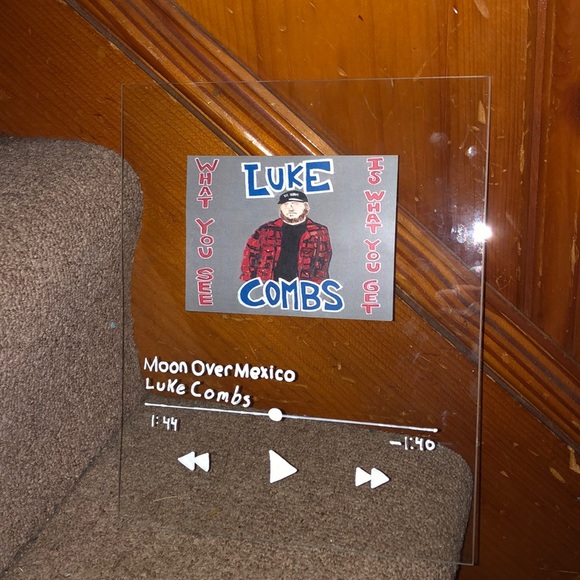 LUKE
WHAT YOU SEE
IS WHAT YOU GET
COMBS
Moon Over Mexico
Luke Combs
1:44
-1:40